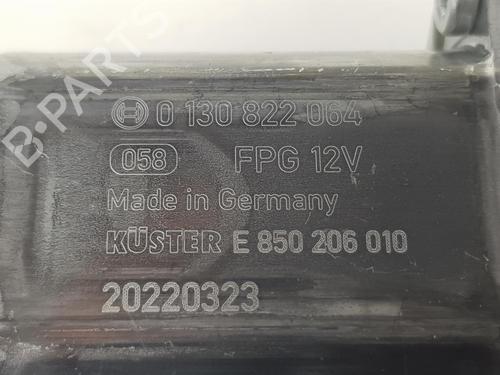 0 130 822 064
058 FPG 12V
Made in Germany
KÜSTER E 850 206 010
20220323
B-PARTS